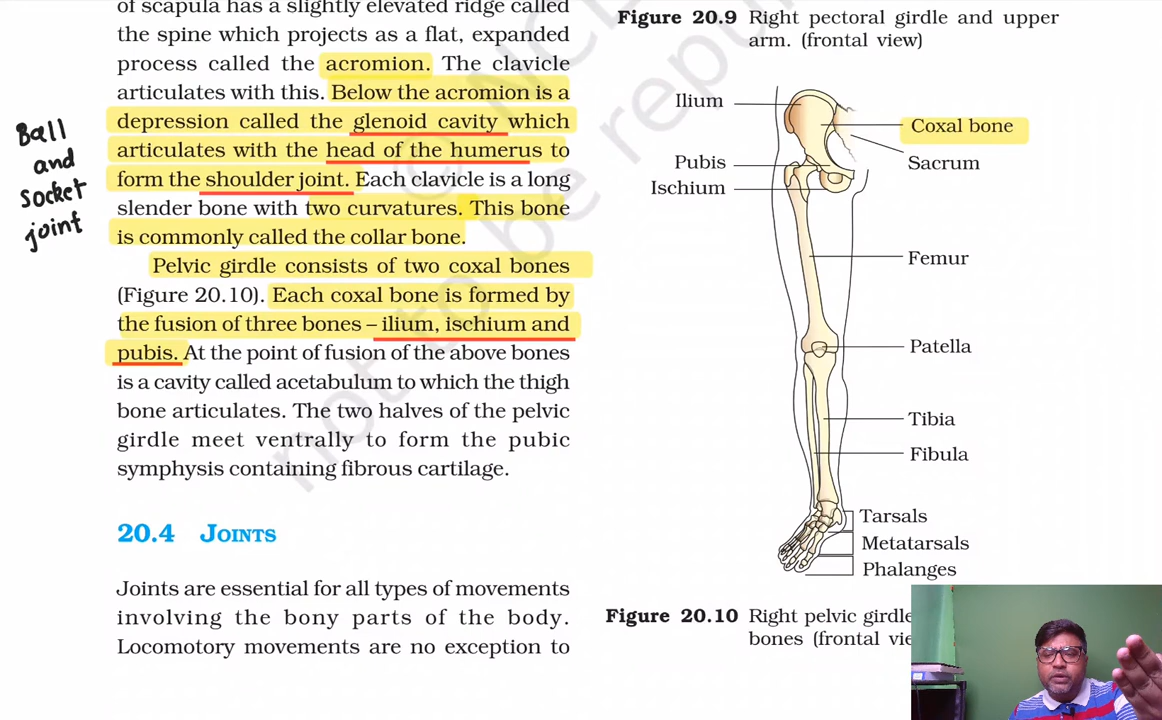 of scapula has a slightly elevated ridge called
the spine which projects as a flat, expanded
process called the acromion. The clavicle
articulates with this. Below the acromion is a
depression called the glenoid cavity which
articulates with the head of the humerus to
form the shoulder joint. Each clavicle is a long
slender bone with two curvatures. This bone
is commonly called the collar bone.
Pelvic girdle consists of two coxal bones
(Figure 20.10). Each coxal bone is formed by
the fusion of three bones – ilium, ischium and
pubis. At the point of fusion of the above bones
is a cavity called acetabulum to which the thigh
bone articulates. The two halves of the pelvic
girdle meet ventrally to form the pubic
symphysis containing fibrous cartilage.
Ball
and
socket
joint
20.4 JOINTS
Joints are essential for all types of movements
involving the bony parts of the body.
Locomotory movements are no exception to
Figure 20.9 Right pectoral girdle and upper
arm. (frontal view)
Ilium
Coxal bone
Pubis
Sacrum
Ischium
Femur
Patella
Tibia
Fibula
Tarsals
Metatarsals
Phalanges
Figure 20.10 Right pelvic girdle
bones (frontal vie
not to be repu